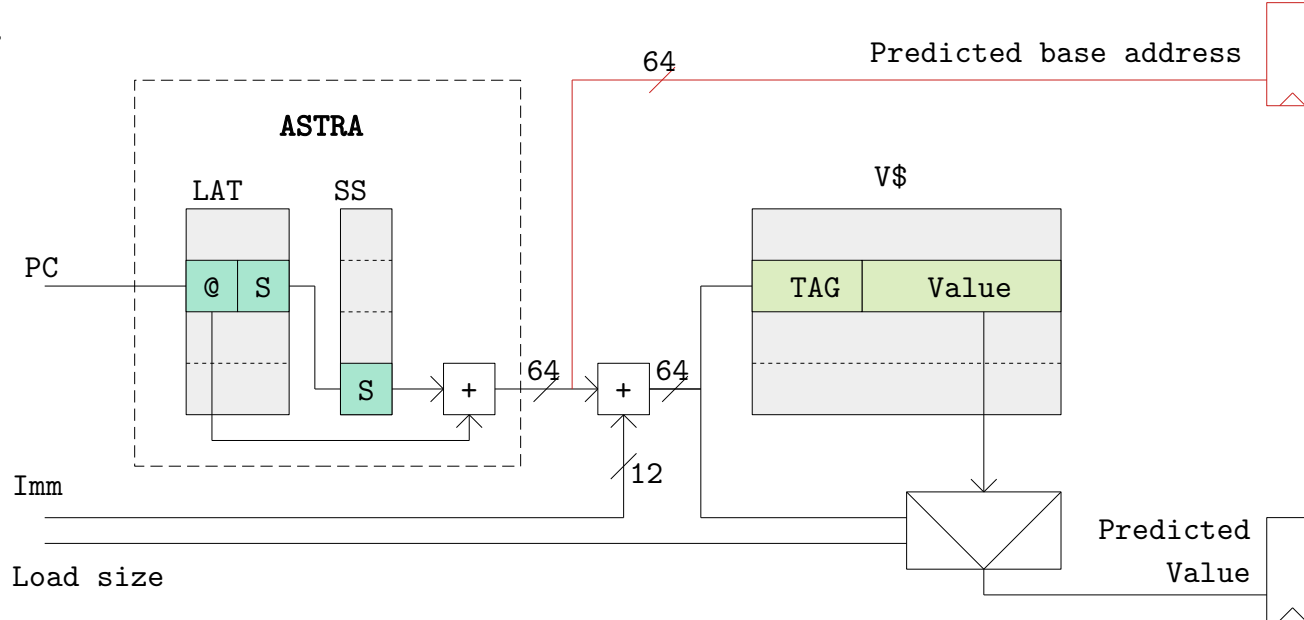 64
Predicted base address
ASTRA
LAT
SS
V$
PC
@
S
TAG
Value
S
+
64
+
64
12
Imm
Load size
Predicted
Value